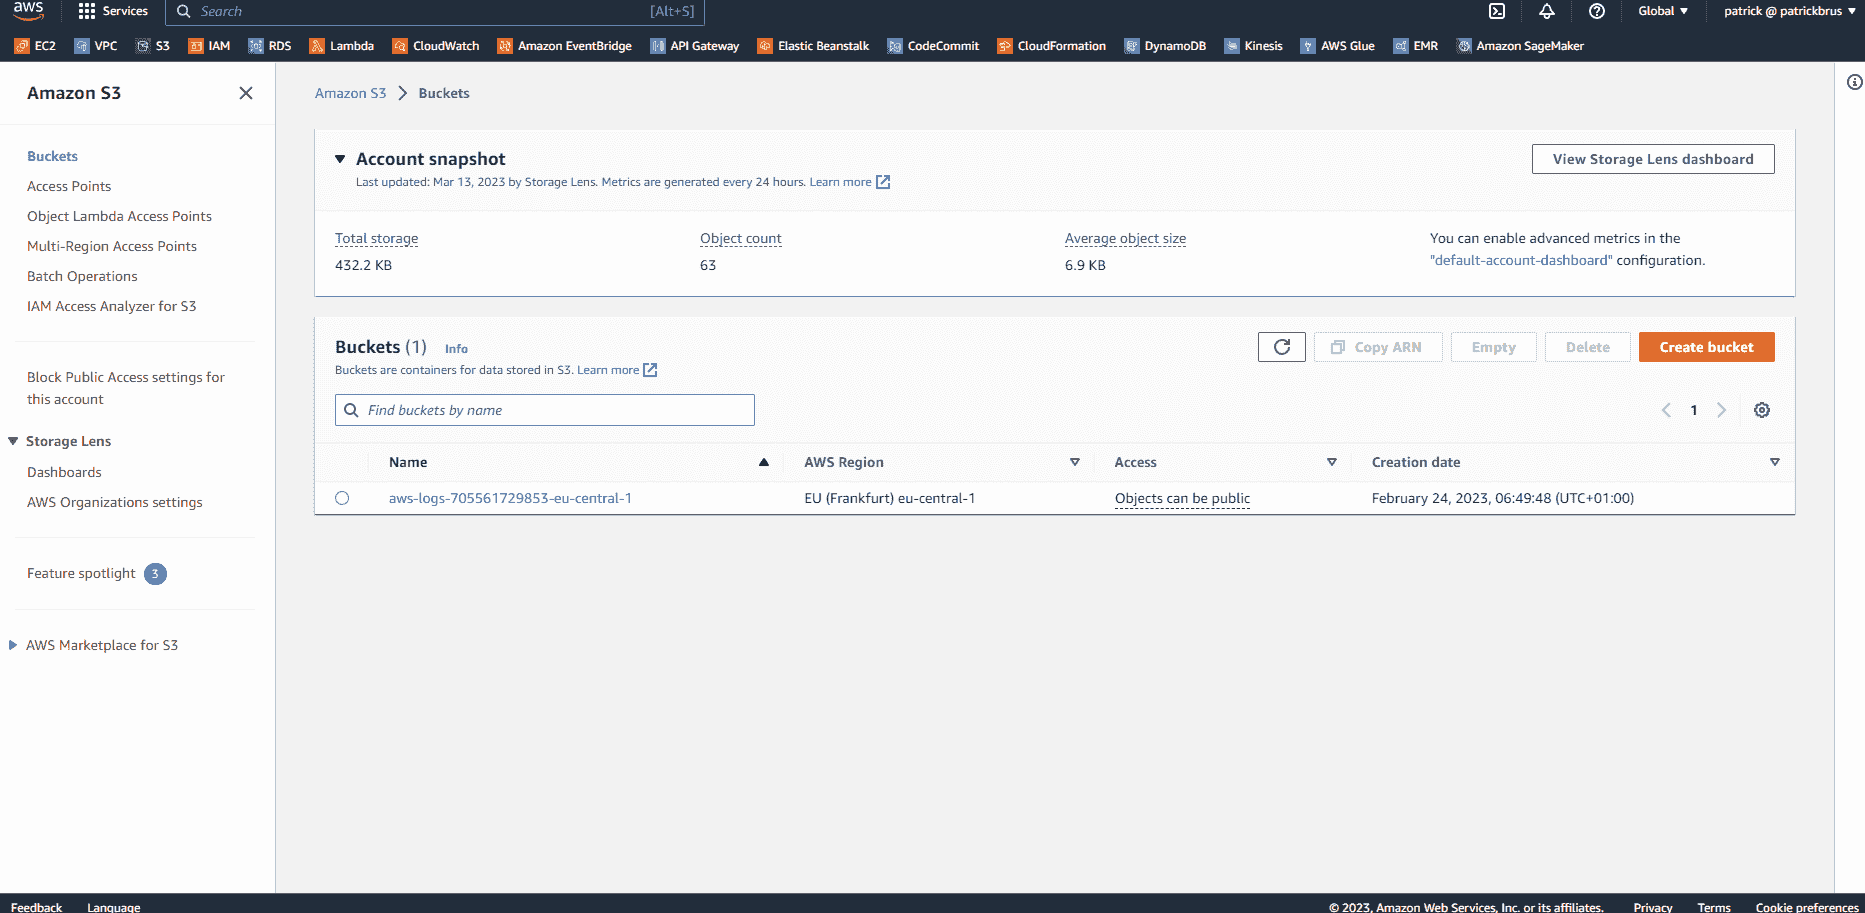 aws Services Search [Alt+S] Global patrick @ patrickbrus
EC2 VPC S3 IAM RDS Lambda CloudWatch Amazon EventBridge API Gateway Elastic Beanstalk CodeCommit CloudFormation DynamoDB Kinesis AWS Glue EMR Amazon SageMaker
Amazon S3
Buckets
Access Points
Object Lambda Access Points
Multi-Region Access Points
Batch Operations
IAM Access Analyzer for S3
Block Public Access settings for
this account
Storage Lens
Dashboards
AWS Organizations settings
Feature spotlight 3
AWS Marketplace for S3
Amazon S3 Buckets
Account snapshot
View Storage Lens dashboard
Last updated: Mar 13, 2023 by Storage Lens. Metrics are generated every 24 hours. Learn more
Total storage Object count Average object size You can enable advanced metrics in the
"default-account-dashboard" configuration.
432.2 KB 63 6.9 KB
Buckets (1) Info
Copy ARN Empty Delete Create bucket
Buckets are containers for data stored in S3. Learn more
Find buckets by name
1
Name AWS Region Access Creation date
aws-logs-705561729853-eu-central-1 EU (Frankfurt) eu-central-1 Objects can be public February 24, 2023, 06:49:48 (UTC+01:00)
Feedback Language © 2023, Amazon Web Services, Inc. or its affiliates. Privacy Terms Cookie preferences